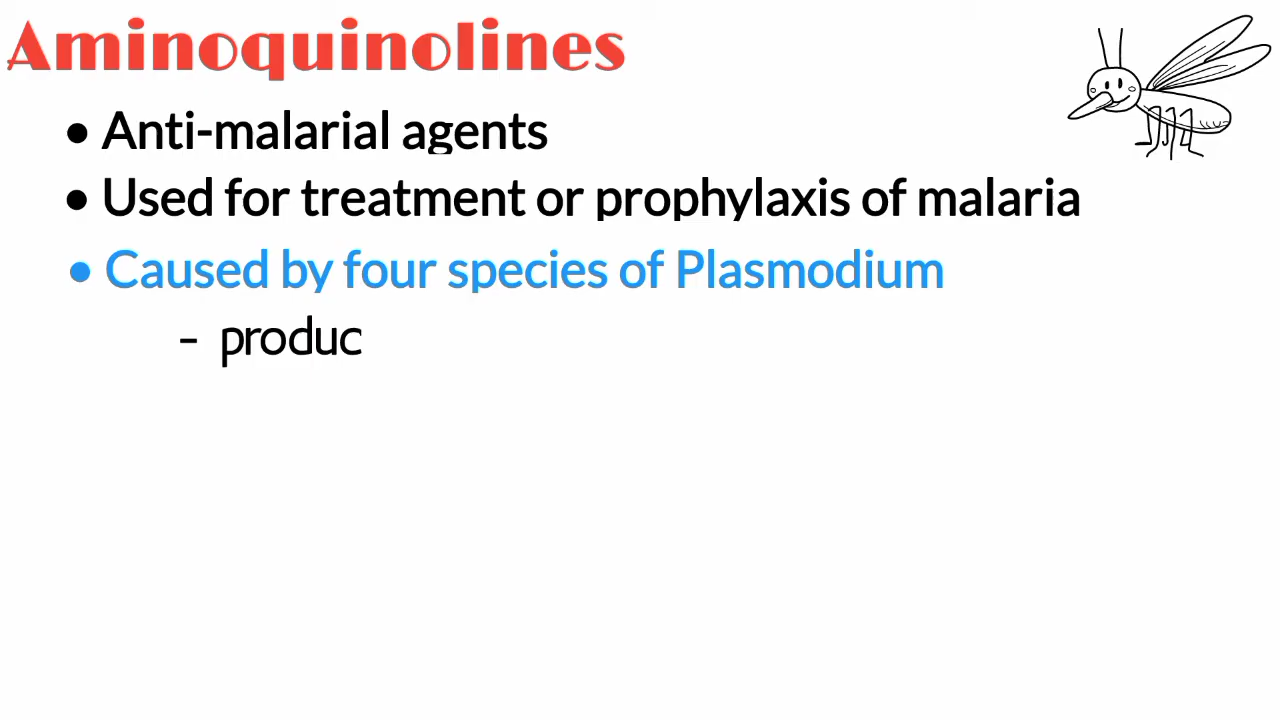 Aminoquinolines
• Anti-malarial agents
• Used for treatment or prophylaxis of malaria
• Caused by four species of Plasmodium
- produc